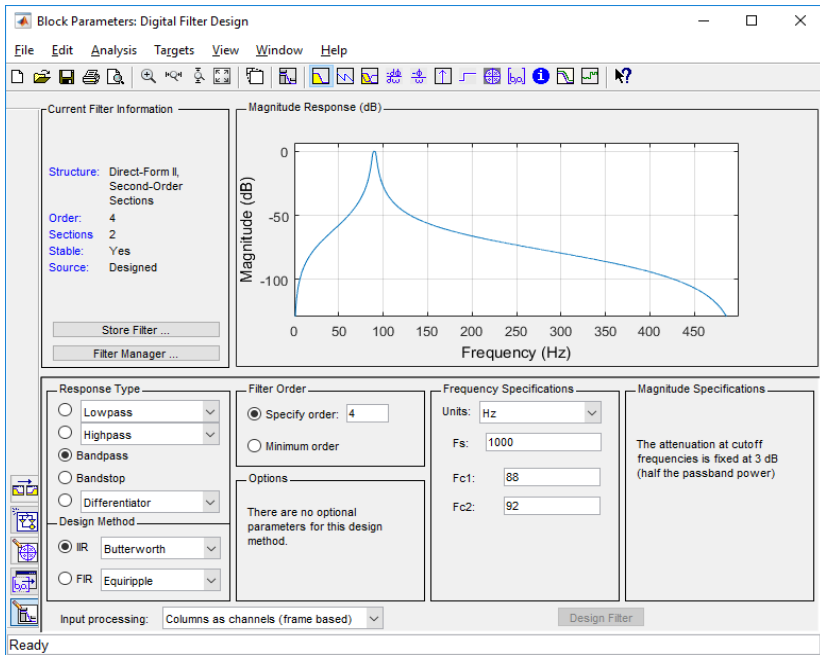 Block Parameters: Digital Filter Design
File Edit Analysis Targets View Window Help
Current Filter Information
Structure: Direct-Form II,
Second-Order
Sections
Order: 4
Sections 2
Stable: Yes
Source: Designed
Store Filter ...
Filter Manager ...
Magnitude Response (dB)
Magnitude (dB)
0
-50
-100
0 50 100 150 200 250 300 350 400 450
Frequency (Hz)
Response Type
Lowpass
Highpass
Bandpass
Bandstop
Differentiator
Design Method
IIR Butterworth
FIR Equiripple
Filter Order
Specify order: 4
Minimum order
Options
There are no optional
parameters for this design
method.
Frequency Specifications
Units: Hz
Fs: 1000
Fc1: 88
Fc2: 92
Magnitude Specifications
The attenuation at cutoff
frequencies is fixed at 3 dB
(half the passband power)
Input processing: Columns as channels (frame based)
Design Filter
Ready